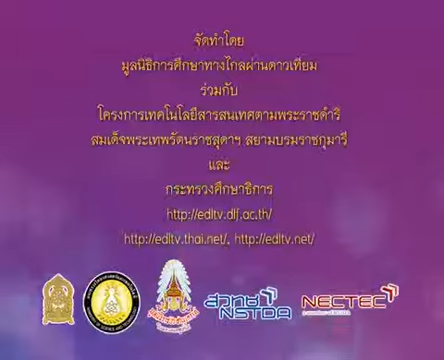 จัดทำโดย
มูลนิธิการศึกษาทางไกลผ่านดาวเทียม
ร่วมกับ
โครงการเทคโนโลยีสารสนเทศตามพระราชดำริ
สมเด็จพระเทพรัตนราชสุดาฯ สยามบรมราชกุมารี
และ
กระทรวงศึกษาธิการ
http://edltv.dlf.ac.th/
http://edltv.thai.net/, http://edltv.net/
สวทช NECTEC
NSTDA a member of NSTDA